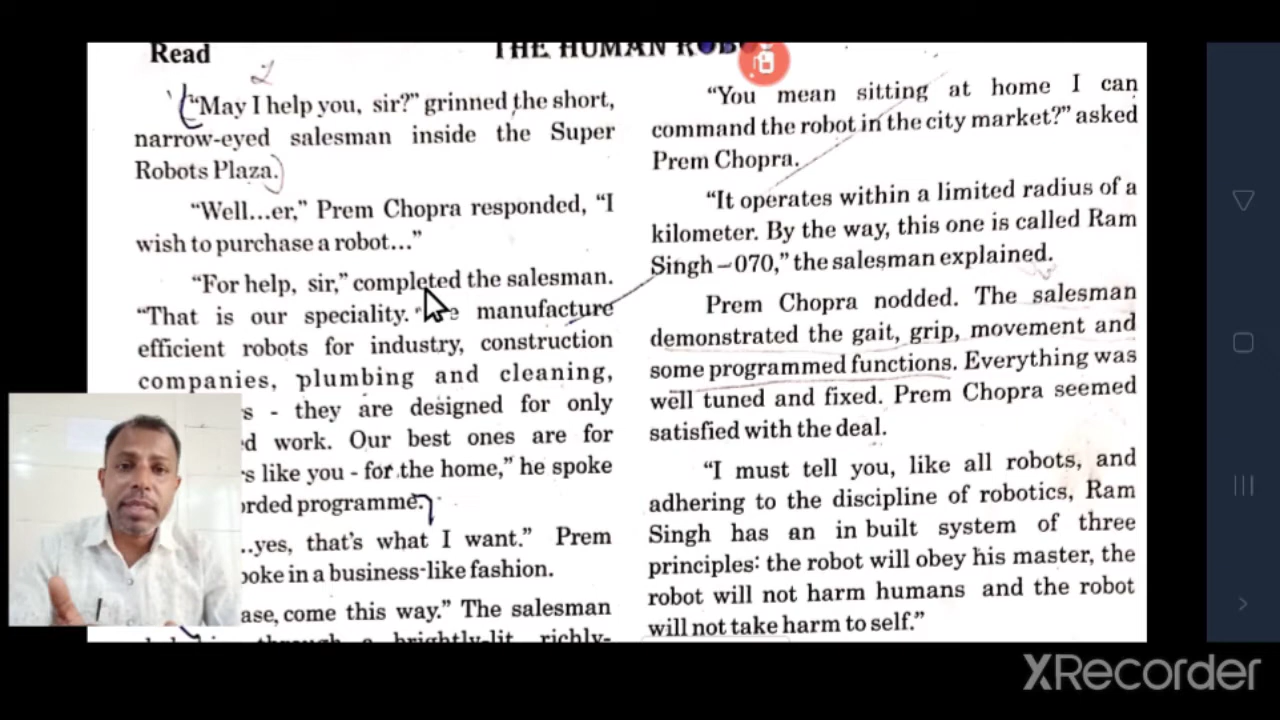 Read
THE HUMAN ROBO
"May I help you, sir?" grinned the short,
narrow-eyed salesman inside the Super
Robots Plaza.
"Well...er," Prem Chopra responded, "I
wish to purchase a robot..."
"For help, sir," completed the salesman.
"That is our speciality. manufacture
efficient robots for industry, construction
companies, plumbing and cleaning,
s - they are designed for only
d work. Our best ones are for
s like you - for the home," he spoke
orded programme.
..yes, that's what I want." Prem
poke in a business-like fashion.
ase, come this way." The salesman
through a brightly-lit, richly-
"You mean sitting at home I can
command the robot in the city market?" asked
Prem Chopra.
"It operates within a limited radius of a
kilometer. By the way, this one is called Ram
Singh – 070," the salesman explained.
Prem Chopra nodded. The salesman
demonstrated the gait, grip, movement and
some programmed functions. Everything was
well tuned and fixed. Prem Chopra seemed
satisfied with the deal.
"I must tell you, like all robots, and
adhering to the discipline of robotics, Ram
Singh has an in built system of three
principles: the robot will obey his master, the
robot will not harm humans and the robot
will not take harm to self."
XRecorder